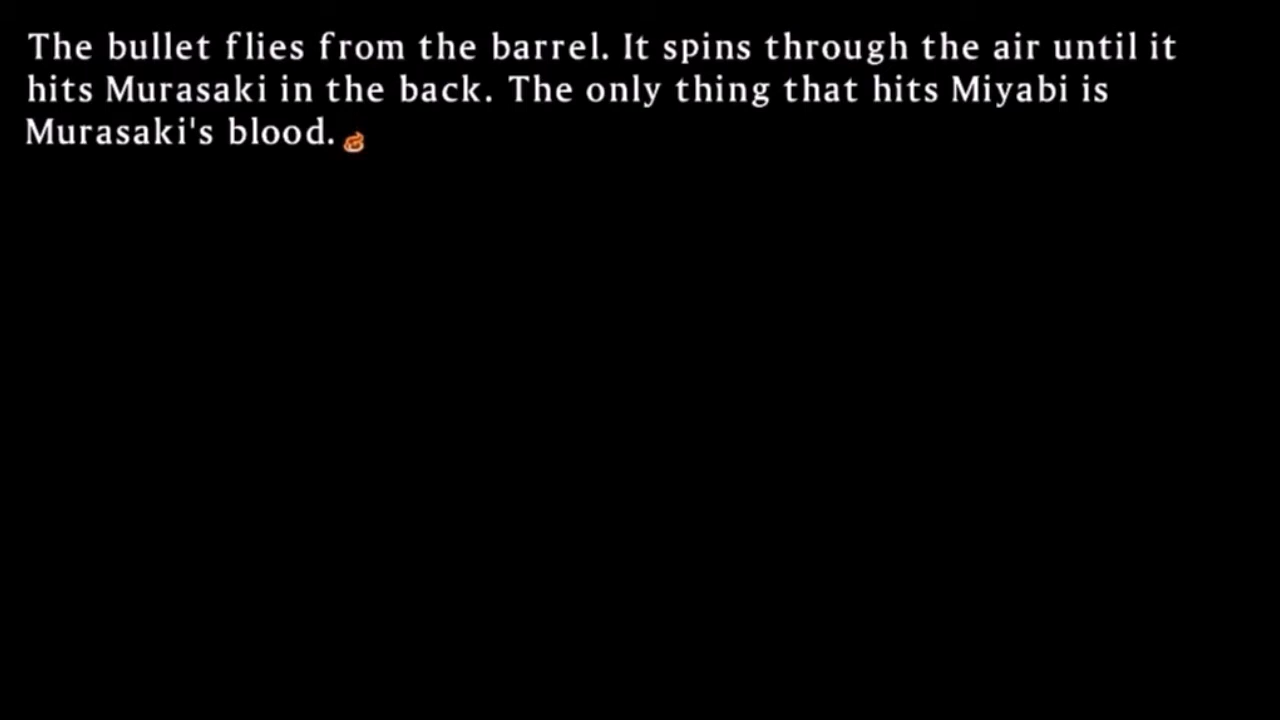 The bullet flies from the barrel. It spins through the air until it
hits Murasaki in the back. The only thing that hits Miyabi is
Murasaki's blood.